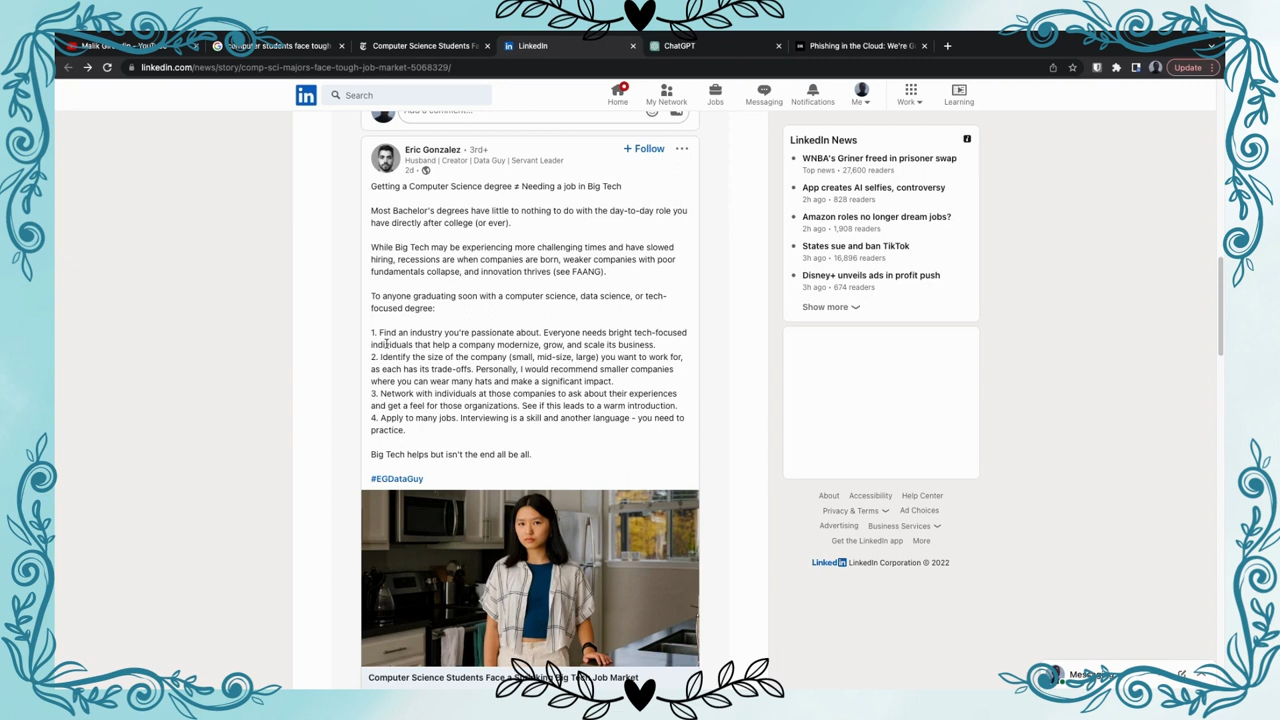 Malik Girondin - YouTube
computer students face tough
Computer Science Students Fa
LinkedIn
ChatGPT
Phishing in the Cloud: We're G
linkedin.com/news/story/comp-sci-majors-face-tough-job-market-5068329/
Update
Search
Home
My Network
Jobs
Messaging
Notifications
Me
Work
Learning
Add a comment...
Eric Gonzalez • 3rd+
Husband | Creator | Data Guy | Servant Leader
2d •
+ Follow
Getting a Computer Science degree ≠ Needing a job in Big Tech
Most Bachelor's degrees have little to nothing to do with the day-to-day role you
have directly after college (or ever).
While Big Tech may be experiencing more challenging times and have slowed
hiring, recessions are when companies are born, weaker companies with poor
fundamentals collapse, and innovation thrives (see FAANG).
To anyone graduating soon with a computer science, data science, or tech-
focused degree:
1. Find an industry you're passionate about. Everyone needs bright tech-focused
individuals that help a company modernize, grow, and scale its business.
2. Identify the size of the company (small, mid-size, large) you want to work for,
as each has its trade-offs. Personally, I would recommend smaller companies
where you can wear many hats and make a significant impact.
3. Network with individuals at those companies to ask about their experiences
and get a feel for those organizations. See if this leads to a warm introduction.
4. Apply to many jobs. Interviewing is a skill and another language - you need to
practice.
Big Tech helps but isn't the end all be all.
#EGDataGuy
Computer Science Students Face a Shrinking Big Tech Job Market
LinkedIn News
WNBA's Griner freed in prisoner swap
Top news • 27,600 readers
App creates AI selfies, controversy
2h ago • 828 readers
Amazon roles no longer dream jobs?
2h ago • 1,908 readers
States sue and ban TikTok
3h ago • 16,896 readers
Disney+ unveils ads in profit push
3h ago • 674 readers
Show more
About Accessibility Help Center
Privacy & Terms Ad Choices
Advertising Business Services
Get the LinkedIn app More
LinkedIn LinkedIn Corporation © 2022
Messaging